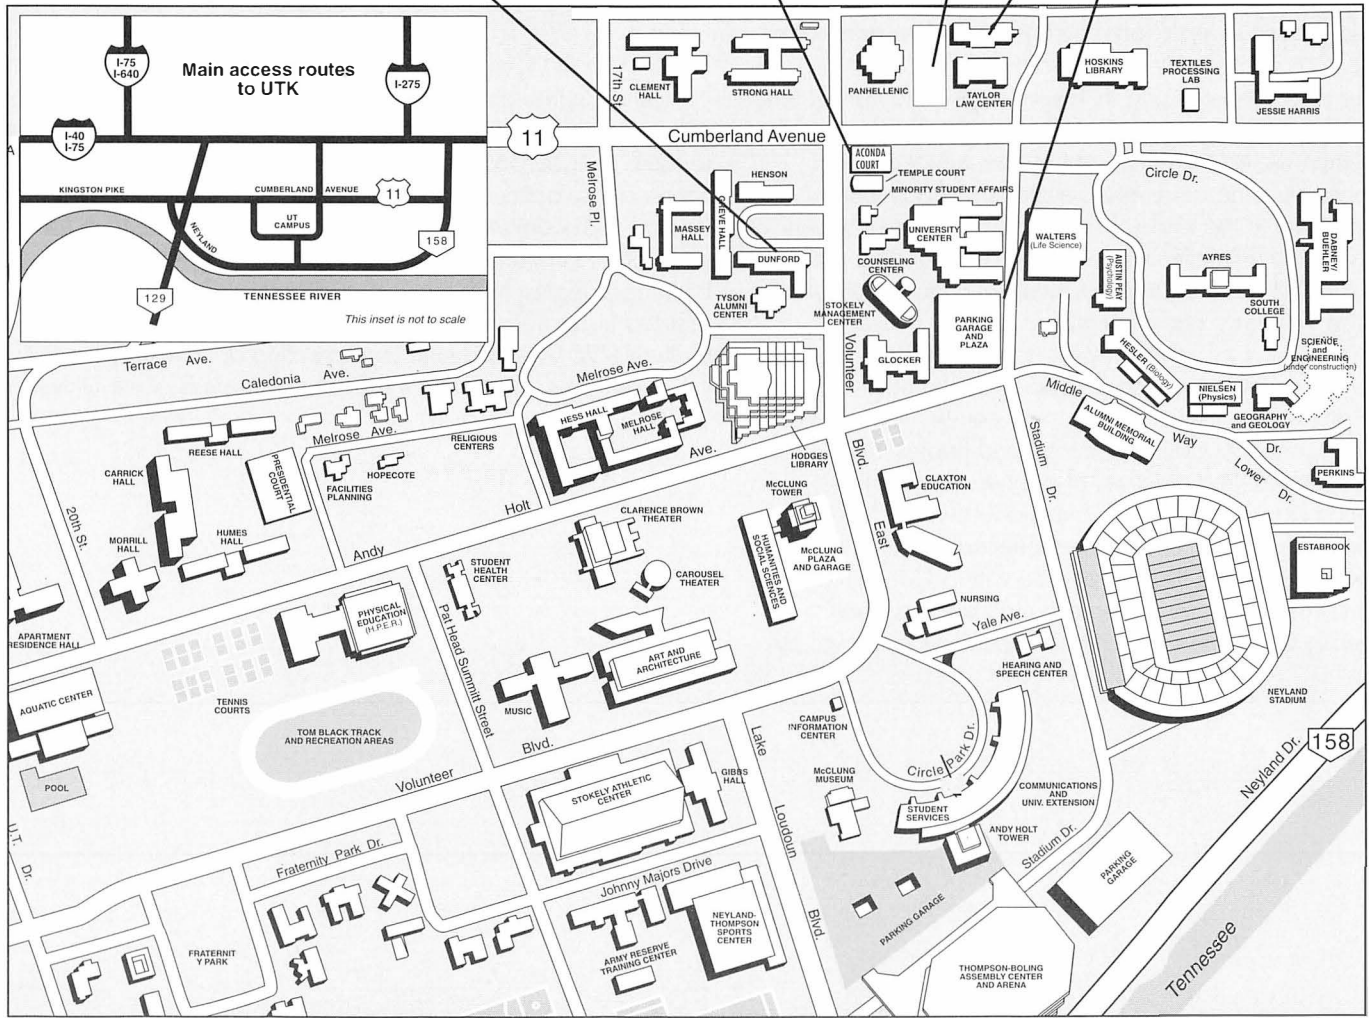 I-75
I-640
Main access routes
to UTK
I-275
I-40
I-75
KINGSTON PIKE
CUMBERLAND AVENUE
11
UT
CAMPUS
NEYLAND
158
129
TENNESSEE RIVER
This inset is not to scale
A
11
17th St.
CLEMENT
HALL
STRONG HALL
PANHELLENIC
TAYLOR
LAW CENTER
HOSKINS
LIBRARY
TEXTILES
PROCESSING
LAB
JESSIE HARRIS
Cumberland Avenue
Melrose Pl.
ACONDA
COURT
TEMPLE COURT
MINORITY STUDENT AFFAIRS
HENSON
GREVE HALL
MASSEY
HALL
DUNFORD
TYSON
ALUMNI
CENTER
UNIVERSITY
CENTER
COUNSELING
CENTER
STOKELY
MANAGEMENT
CENTER
WALTERS
(Life Science)
AUSTIN PEAY
(Psychology)
Circle Dr.
AYRES
DABNEY/
BUEHLER
SOUTH
COLLEGE
SCIENCE
and
ENGINEERING
(under construction)
PARKING
GARAGE
AND
PLAZA
GLOCKER
Volunteer
HESLER (Biology)
NIELSEN
(Physics)
GEOGRAPHY
and GEOLOGY
Terrace Ave.
Caledonia Ave.
Melrose Ave.
HESS HALL
MELROSE
HALL
Melrose Ave.
RELIGIOUS
CENTERS
REESE HALL
PRESIDENTIAL
COURT
FACILITIES
PLANNING
HOPECOTE
CARRICK
HALL
20th St.
MORRILL
HALL
HUMES
HALL
Andy
Holt
Ave.
HODGES
LIBRARY
Middle
Way
Dr.
Lower
Dr.
ALUMNI MEMORIAL
BUILDING
PERKINS
Stadium
Dr.
Blvd.
East
CLAXTON
EDUCATION
McCLUNG
TOWER
CLARENCE BROWN
THEATER
HUMANITIES AND
SOCIAL SCIENCES
McCLUNG
PLAZA
AND GARAGE
CAROUSEL
THEATER
STUDENT
HEALTH
CENTER
PHYSICAL
EDUCATION
(H.P.E.R.)
Pat Head Summitt Street
ESTABROOK
NURSING
Yale Ave.
HEARING AND
SPEECH CENTER
NEYLAND
STADIUM
APARTMENT
RESIDENCE HALL
AQUATIC CENTER
TENNIS
COURTS
TOM BLACK TRACK
AND RECREATION AREAS
ART AND
ARCHITECTURE
MUSIC
POOL
Volunteer
Blvd.
Lake
Loudoun
Blvd.
CAMPUS
INFORMATION
CENTER
McCLUNG
MUSEUM
Circle Park Dr.
STUDENT
SERVICES
COMMUNICATIONS
AND
UNIV. EXTENSION
ANDY HOLT
TOWER
Stadium Dr.
Neyland Dr.
158
STOKELY ATHLETIC
CENTER
GIBBS
HALL
U.T.
Dr.
Fraternity Park Dr.
Johnny Majors Drive
PARKING
GARAGE
PARKING GARAGE
NEYLAND-
THOMPSON
SPORTS
CENTER
ARMY RESERVE
TRAINING CENTER
FRATERNIT
Y PARK
THOMPSON-BOLING
ASSEMBLY CENTER
AND ARENA
Tennessee